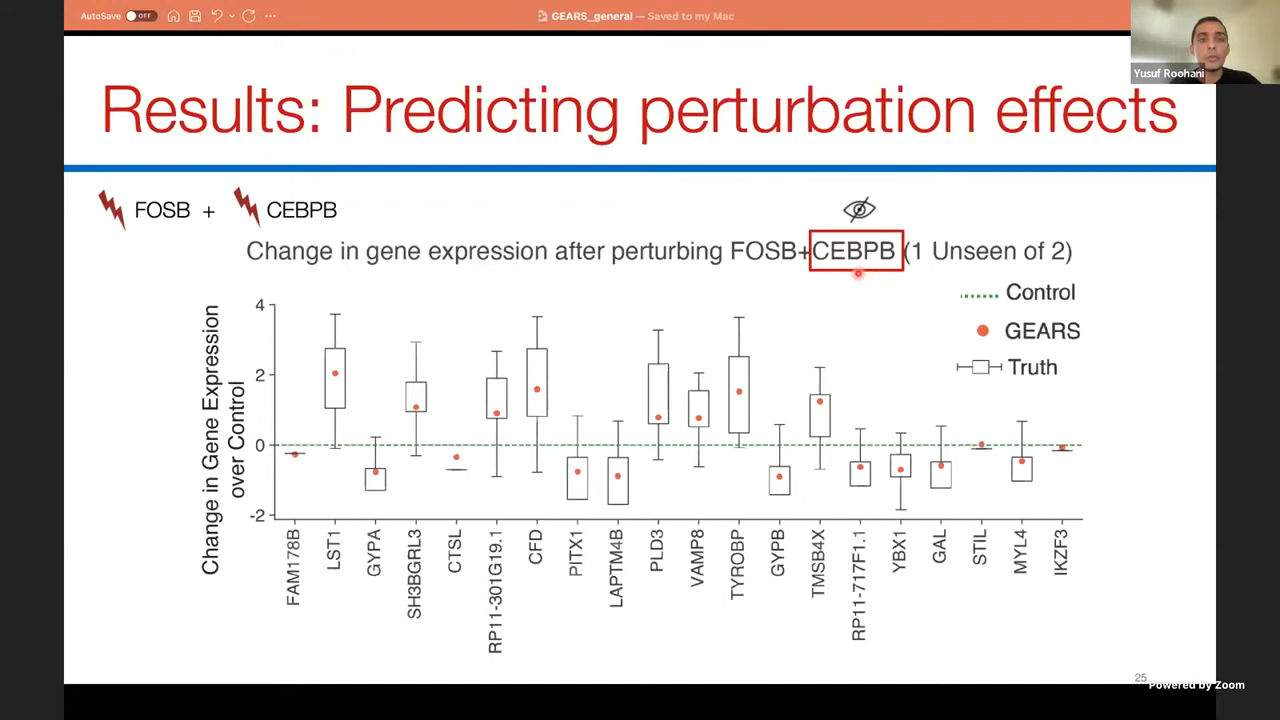 AutoSave OFF
GEARS_general — Saved to my Mac
Yusuf Roohani
Results: Predicting perturbation effects
FOSB + CEBPB
Change in gene expression after perturbing FOSB+CEBPB (1 Unseen of 2)
Control
GEARS
Truth
Change in Gene Expression
over Control
4
2
0
-2
FAM178B
LST1
GYPA
SH3BGRL3
CTSL
RP11-301G19.1
CFD
PITX1
LAPTM4B
PLD3
VAMP8
TYROBP
GYPB
TMSB4X
RP11-717F1.1
YBX1
GAL
STIL
MYL4
IKZF3
25
Powered by Zoom